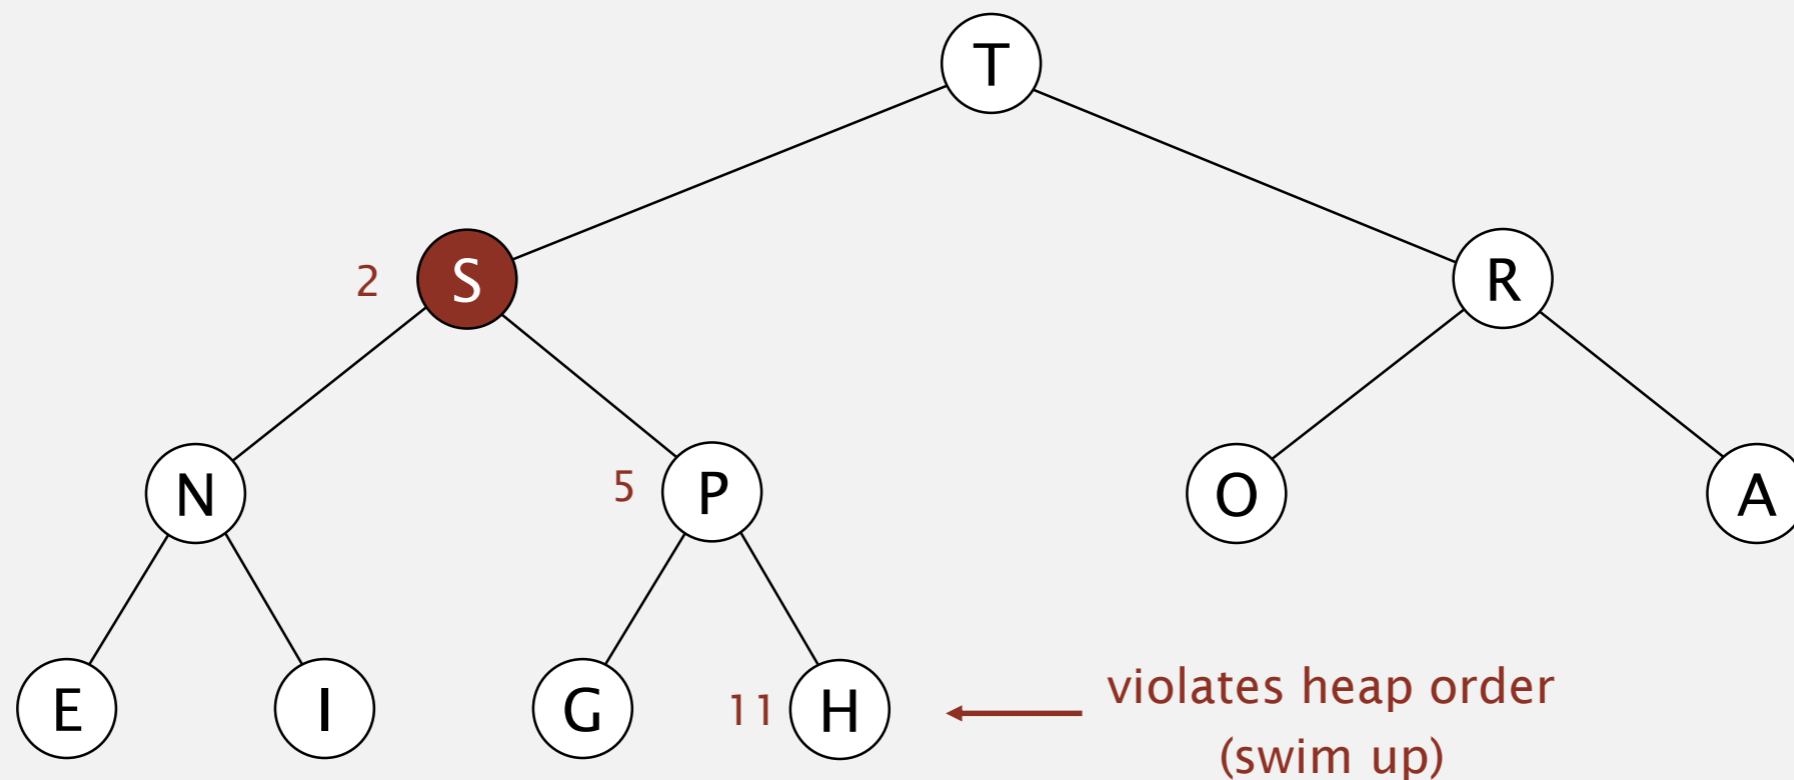 T
2 S R
N 5 P O A
E I G 11 H
violates heap order
(swim up)